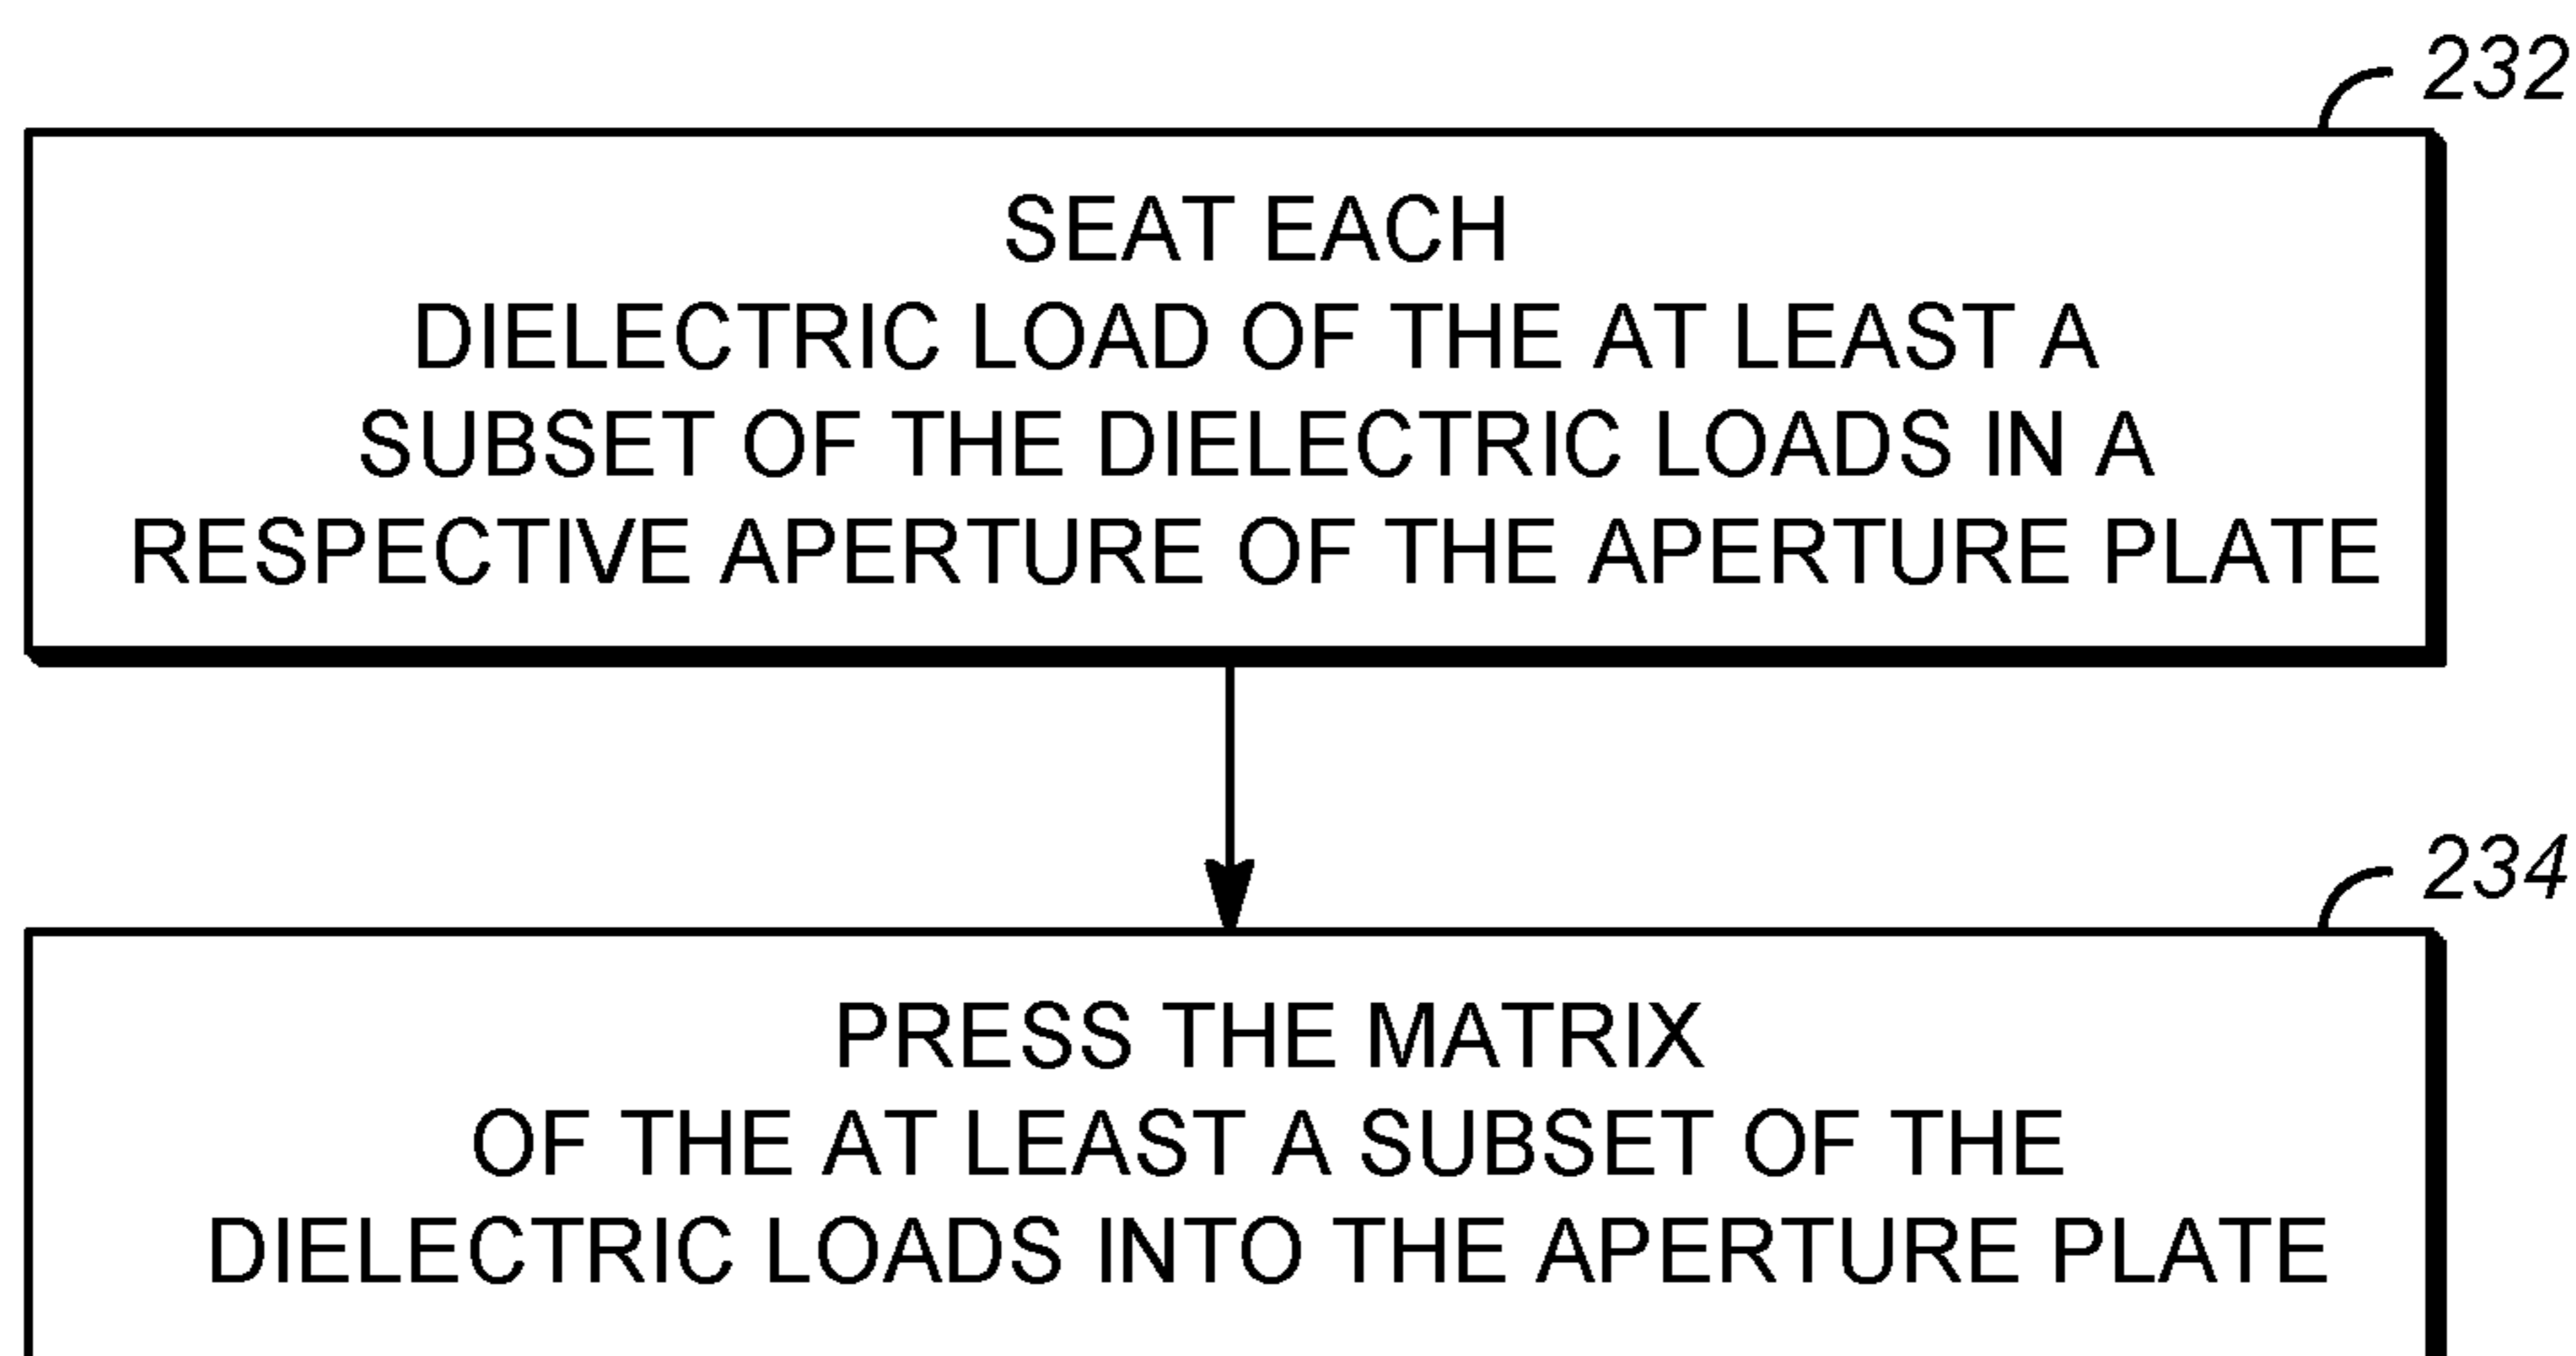 232
SEAT EACH
DIELECTRIC LOAD OF THE AT LEAST A
SUBSET OF THE DIELECTRIC LOADS IN A
RESPECTIVE APERTURE OF THE APERTURE PLATE
234
PRESS THE MATRIX
OF THE AT LEAST A SUBSET OF THE
DIELECTRIC LOADS INTO THE APERTURE PLATE